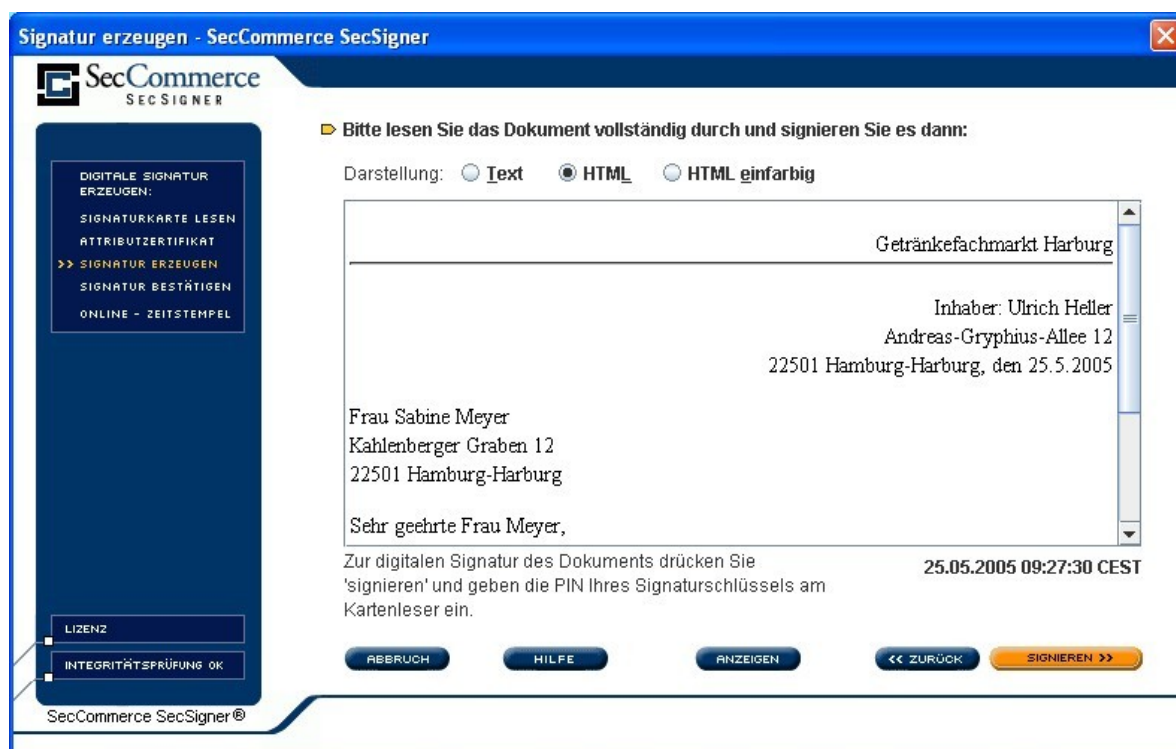 Signatur erzeugen - SecCommerce SecSigner
SecCommerce
SECSIGNER
DIGITALE SIGNATUR
ERZEUGEN:
SIGNATURKARTE LESEN
ATTRIBUTZERTIFIKAT
>> SIGNATUR ERZEUGEN
SIGNATUR BESTÄTIGEN
ONLINE - ZEITSTEMPEL
LIZENZ
INTEGRITÄTSPRÜFUNG OK
SecCommerce SecSigner®
Bitte lesen Sie das Dokument vollständig durch und signieren Sie es dann:
Darstellung: Text HTML HTML einfarbig
Getränkefachmarkt Harburg
Inhaber: Ulrich Heller
Andreas-Gryphius-Allee 12
22501 Hamburg-Harburg, den 25.5.2005
Frau Sabine Meyer
Kahlenberger Graben 12
22501 Hamburg-Harburg
Sehr geehrte Frau Meyer,
Zur digitalen Signatur des Dokuments drücken Sie
'signieren' und geben die PIN Ihres Signaturschlüssels am
Kartenleser ein.
25.05.2005 09:27:30 CEST
ABBRUCH HILFE ANZEIGEN << ZURÜCK SIGNIEREN >>